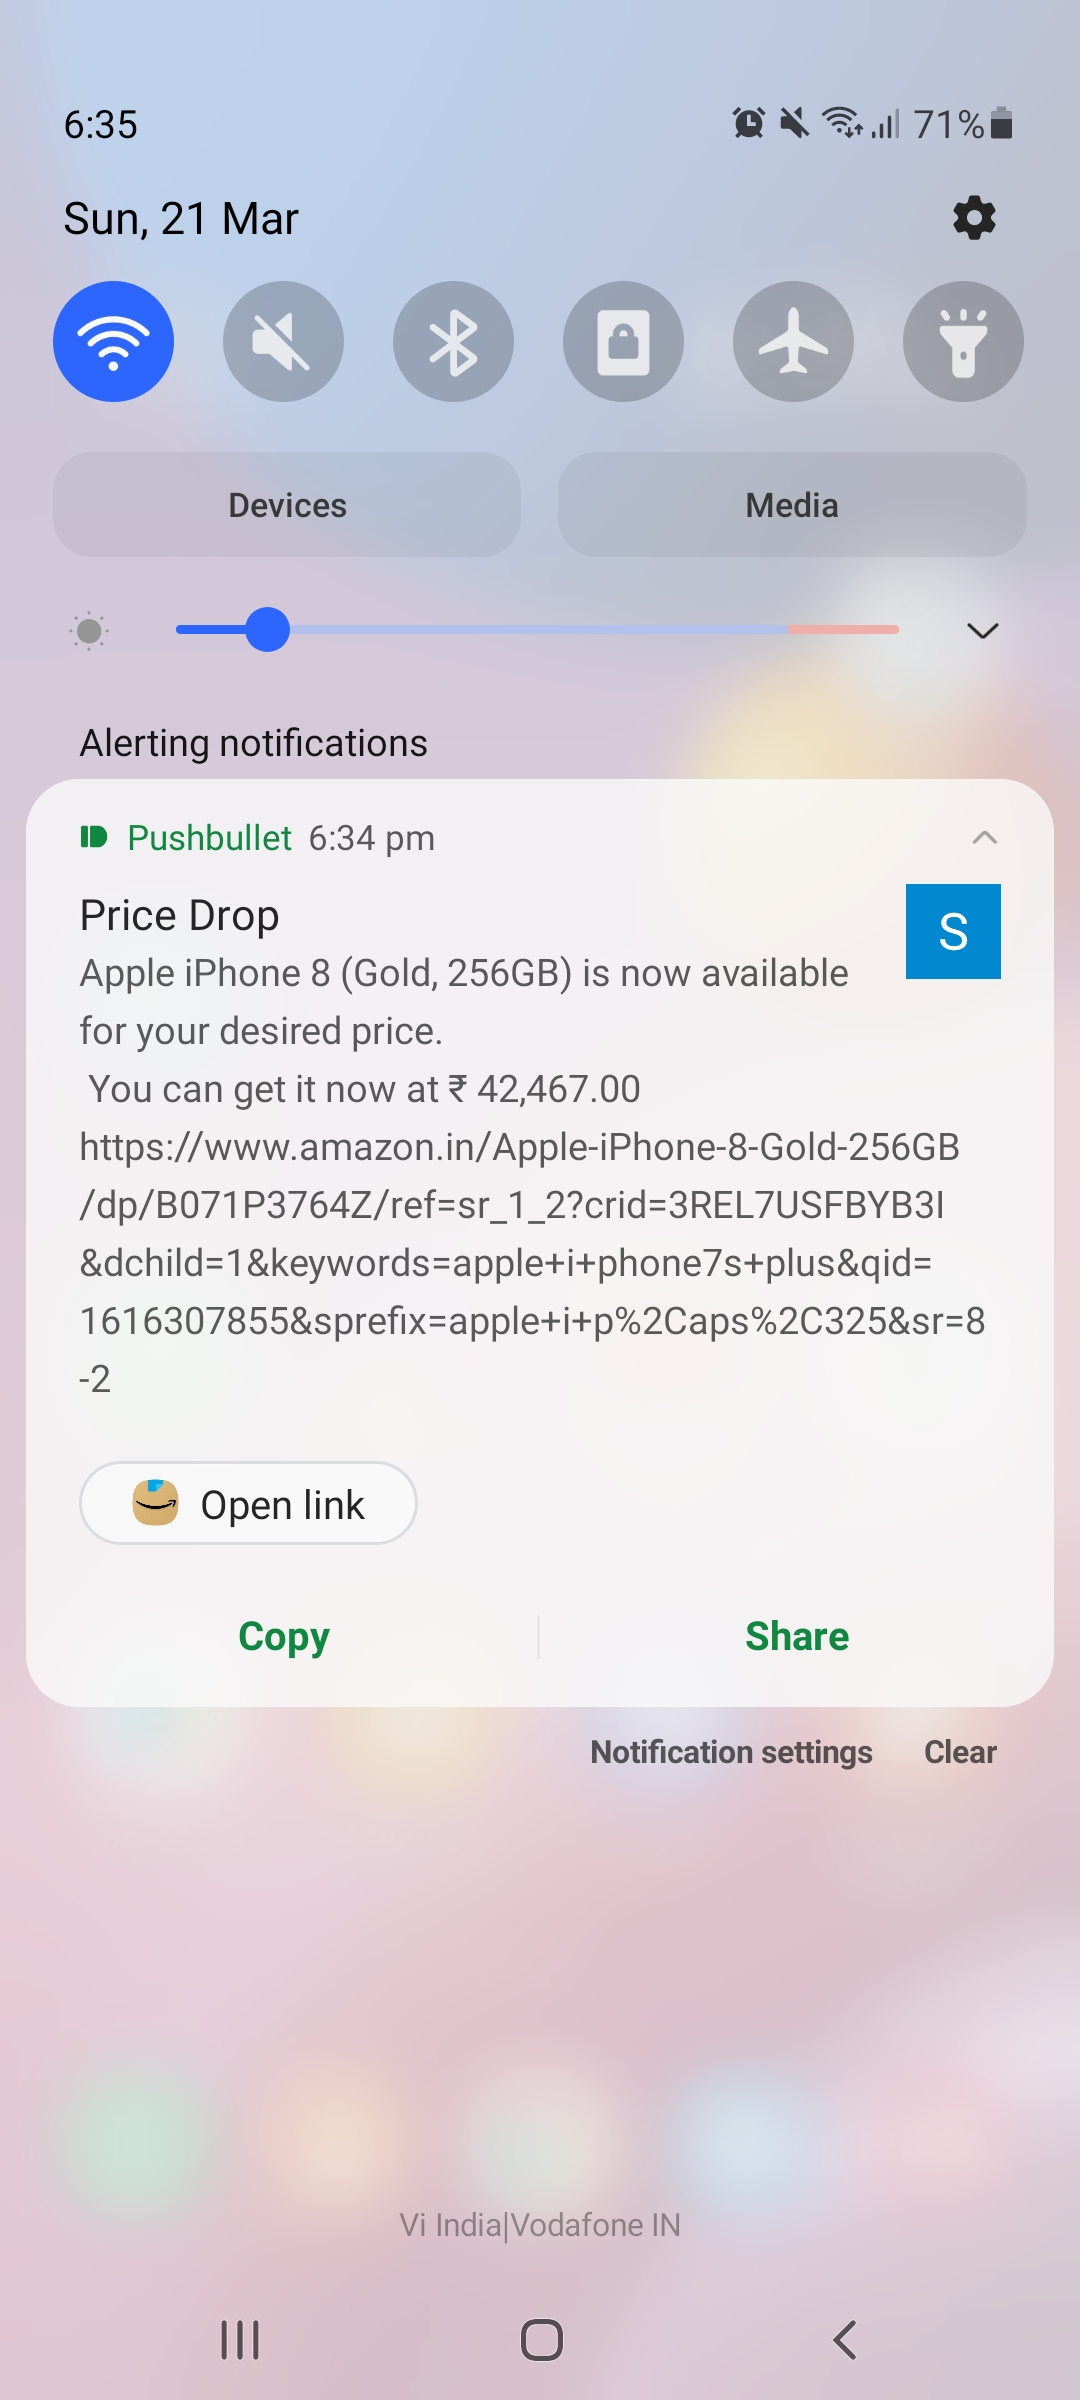 6:35
71%
Sun, 21 Mar
Devices
Media
Alerting notifications
Pushbullet 6:34 pm
Price Drop
S
Apple iPhone 8 (Gold, 256GB) is now available
for your desired price.
You can get it now at ₹ 42,467.00
https://www.amazon.in/Apple-iPhone-8-Gold-256GB
/dp/B071P3764Z/ref=sr_1_2?crid=3REL7USFBYB3I
&dchild=1&keywords=apple+i+phone7s+plus&qid=
1616307855&sprefix=apple+i+p%2Caps%2C325&sr=8
-2
Open link
Copy
Share
Notification settings
Clear
Vi India|Vodafone IN